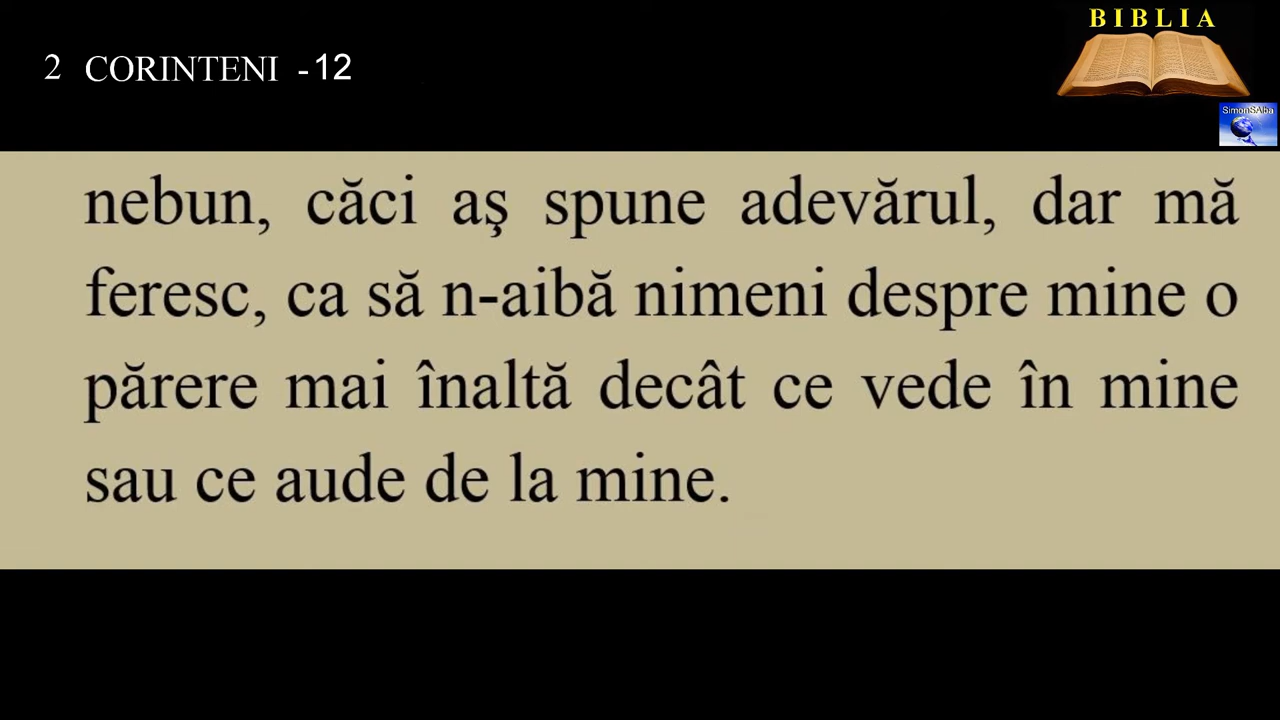 BIBLIA
2 CORINTENI -12
SimonSAlba
nebun, căci aş spune adevărul, dar mă
feresc, ca să n-aibă nimeni despre mine o
părere mai înaltă decât ce vede în mine
sau ce aude de la mine.